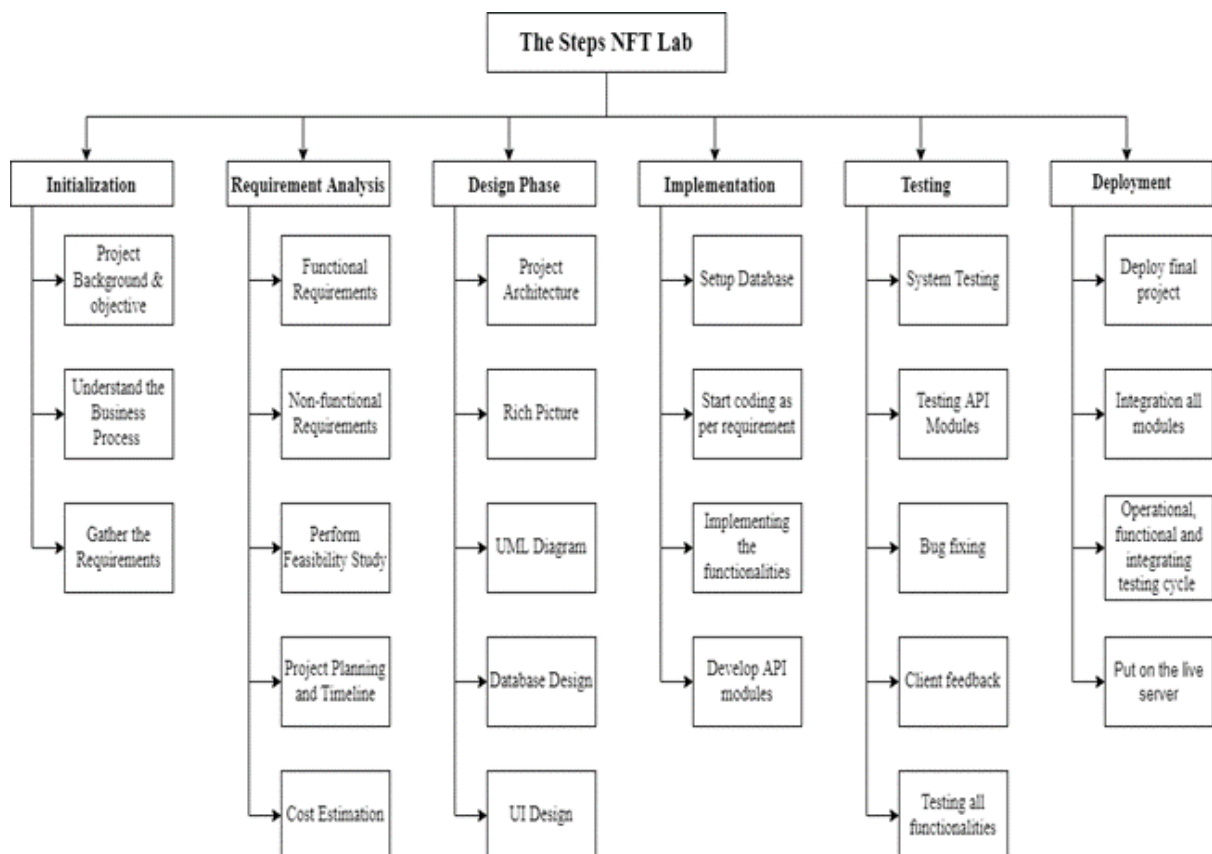 The Steps NFT Lab
Initialization
Project
Background &
objective
Understand the
Business
Process
Gather the
Requirements
Requirement Analysis
Functional
Requirements
Non-functional
Requirements
Perform
Feasibility Study
Project Planning
and Timeline
Cost Estimation
Design Phase
Project
Architecture
Rich Picture
UML Diagram
Database Design
UI Design
Implementation
Setup Database
Start coding as
per requirement
Implementing
the
functionalities
Develop API
modules
Testing
System Testing
Testing API
Modules
Bug fixing
Client feedback
Testing all
functionalities
Deployment
Deploy final
project
Integration all
modules
Operational,
functional and
integrating
testing cycle
Put on the live
server